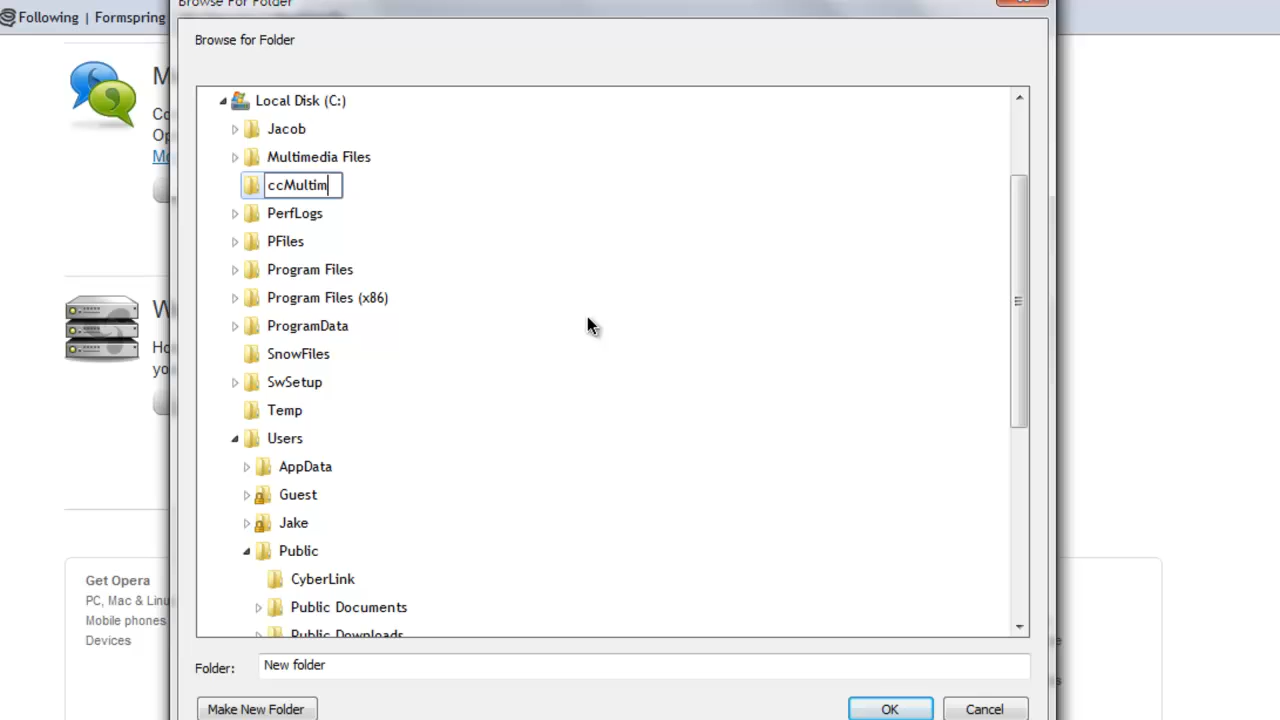 Browse For Folder
Following | Formspring
Browse for Folder
Local Disk (C:)
Jacob
Multimedia Files
ccMultim
PerfLogs
PFiles
Program Files
Program Files (x86)
ProgramData
SnowFiles
SwSetup
Temp
Users
AppData
Guest
Jake
Public
CyberLink
Public Documents
Public Downloads
Get Opera
PC, Mac & Linu
Mobile phones
Devices
Folder: New folder
Make New Folder OK Cancel